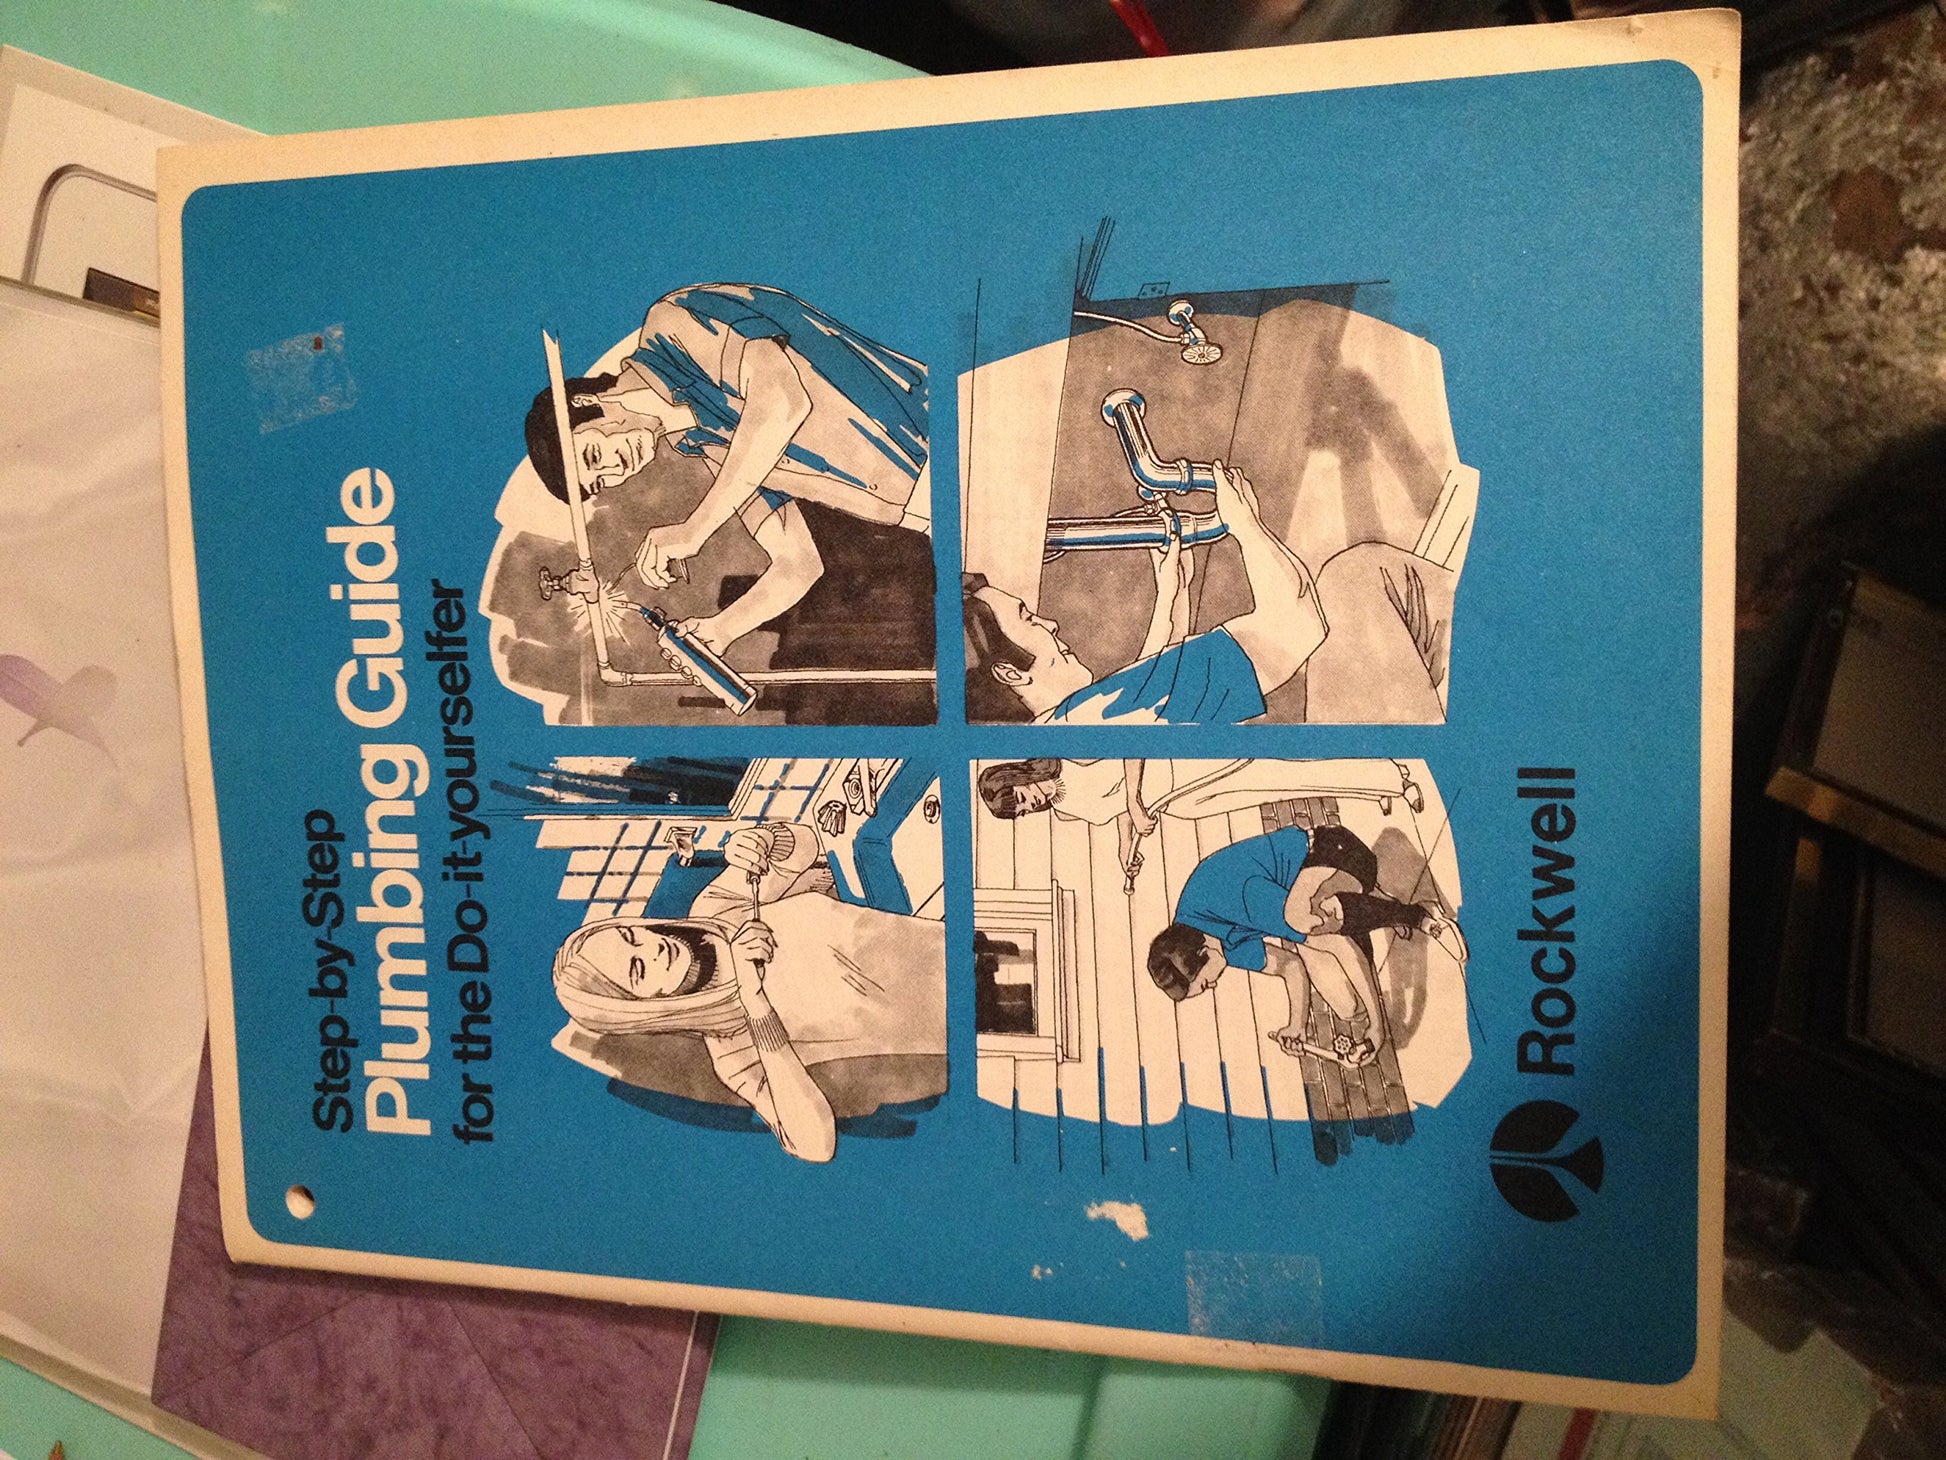 Step-by-Step
Plumbing Guide
for the Do-it-yourselfer
Rockwell